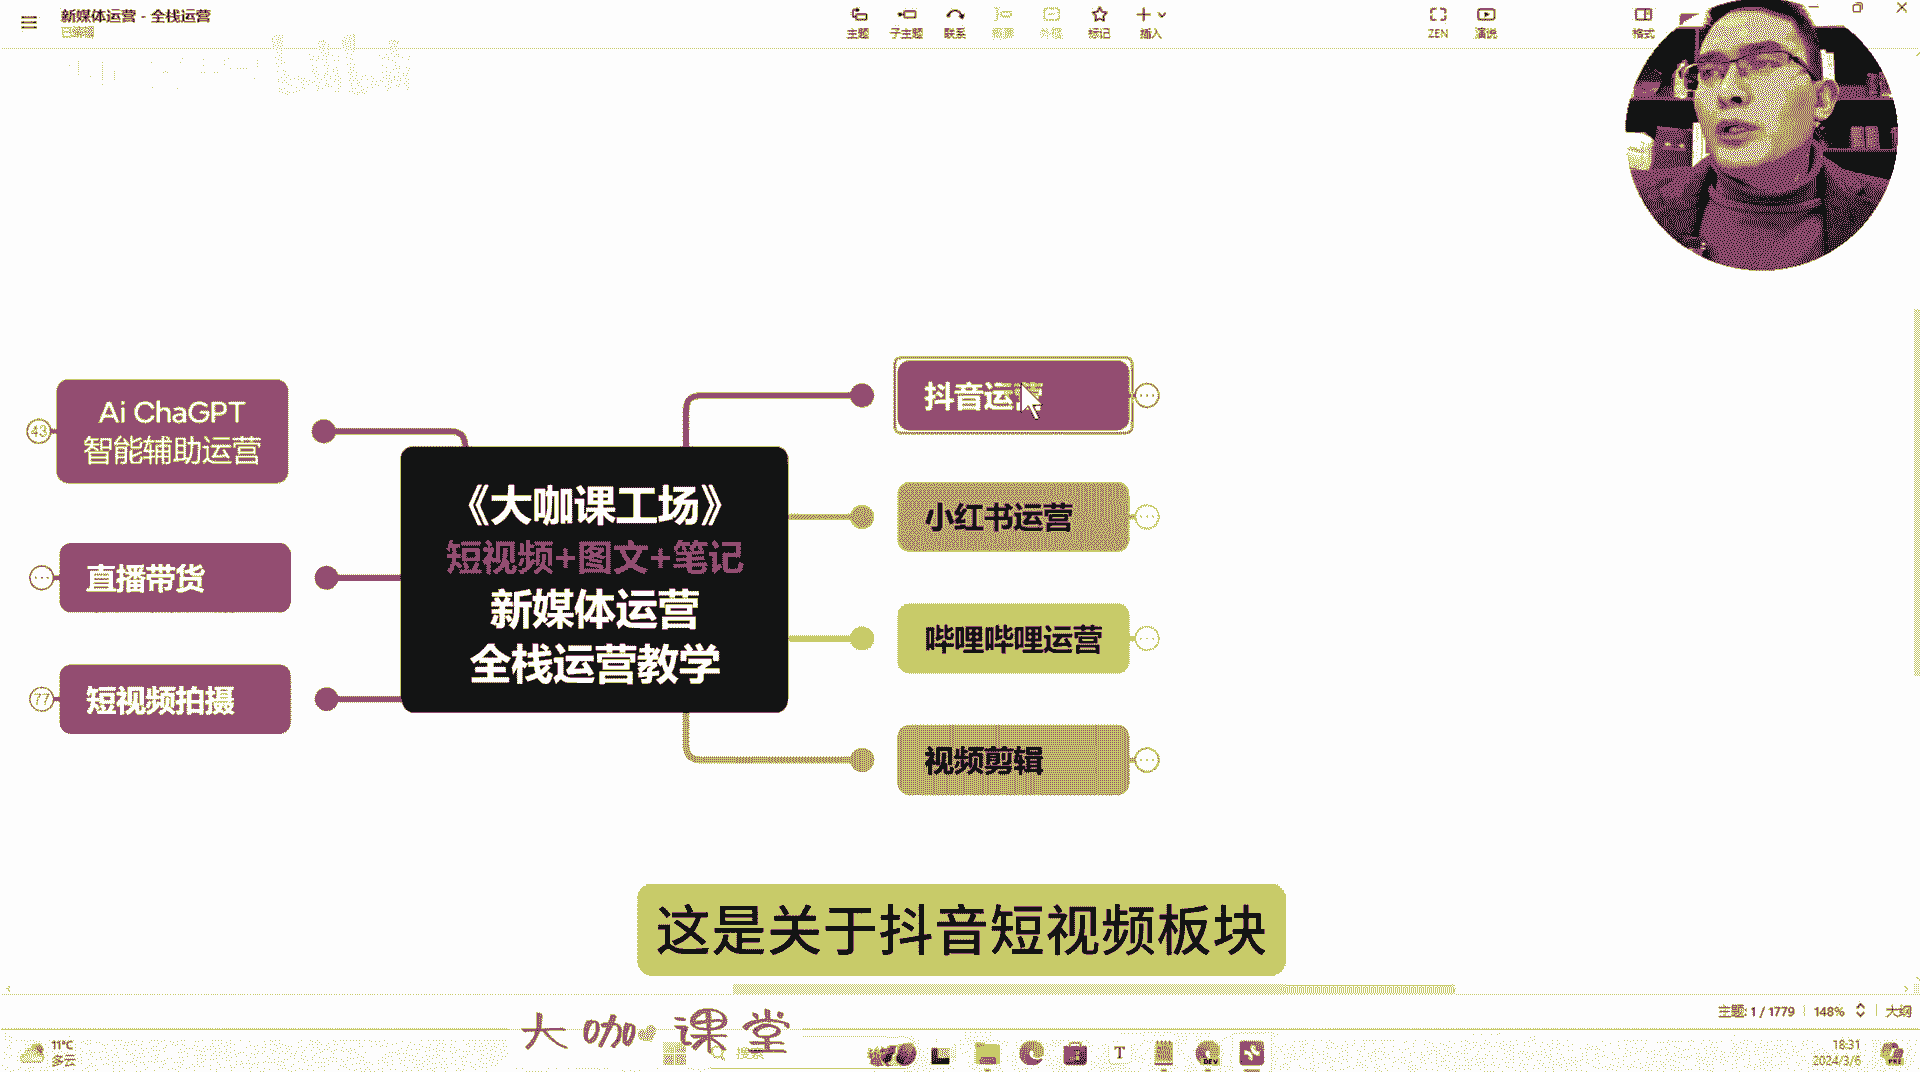 新媒体运营 - 全栈运营
已编辑
主题
子主题
联系
概要
外框
标记
插入
ZEN
演说
格式
Ai ChaGPT
智能辅助运营
43
直播带货
短视频拍摄
77
《大咖课工场》
短视频+图文+笔记
新媒体运营
全栈运营教学
抖音运营
小红书运营
哔哩哔哩运营
视频剪辑
这是关于抖音短视频板块
主题: 1 / 1779
148%
大纲
大咖课堂
11°C
多云
搜索
T
DEV
18:31
2024/3/6
PRE